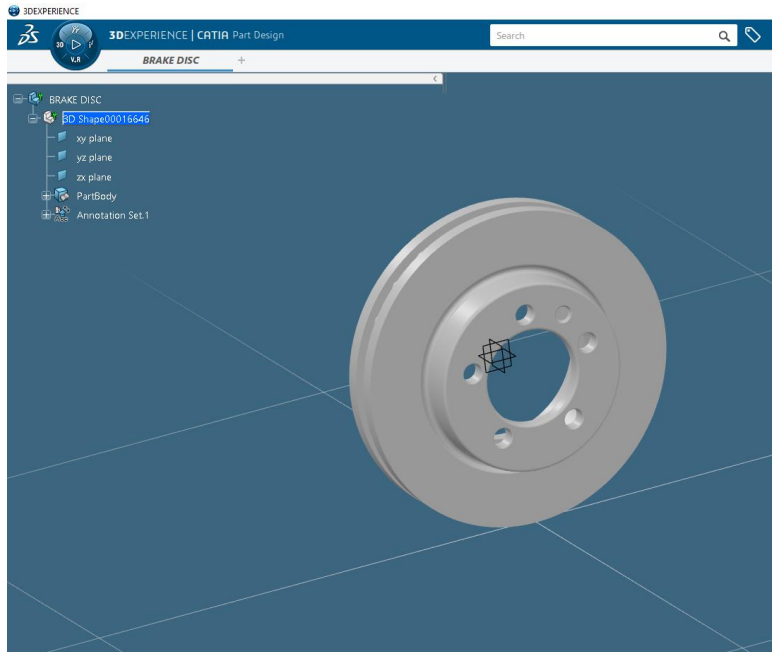 3DEXPERIENCE
3DEXPERIENCE | CATIA Part Design
Search
3D
V.R
BRAKE DISC +
BRAKE DISC
3D Shape00016646
xy plane
yz plane
zx plane
PartBody
Annotation Set.1